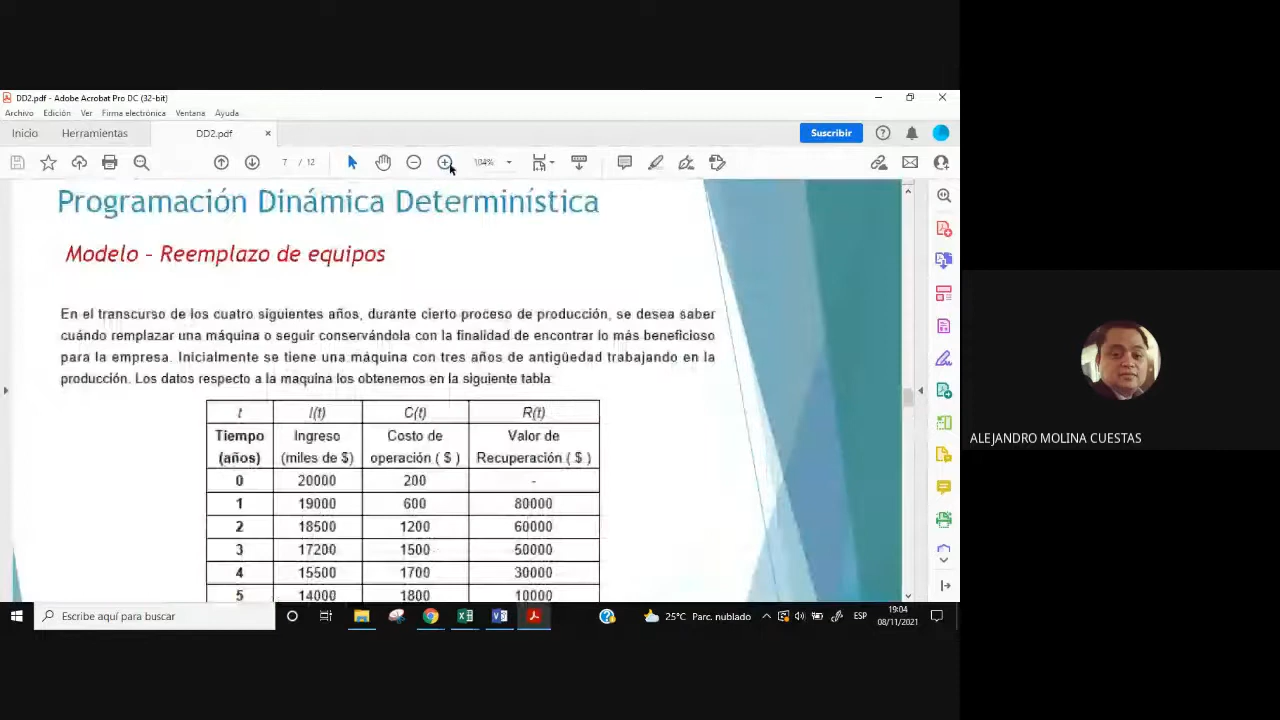 DD2.pdf - Adobe Acrobat Pro DC (32-bit)
Archivo Edición Ver Firma electrónica Ventana Ayuda
Inicio Herramientas DD2.pdf × Suscribir
7 / 12 104%
Programación Dinámica Determinística
Modelo – Reemplazo de equipos
En el transcurso de los cuatro siguientes años, durante cierto proceso de producción, se desea saber
cuándo remplazar una máquina o seguir conservándola con la finalidad de encontrar lo más beneficioso
para la empresa. Inicialmente se tiene una máquina con tres años de antigüedad trabajando en la
producción. Los datos respecto a la maquina los obtenemos en la siguiente tabla
t I(t) C(t) R(t)
Tiempo Ingreso Costo de Valor de
(años) (miles de $) operación ( $ ) Recuperación ( $ )
0 20000 200 -
1 19000 600 80000
2 18500 1200 60000
3 17200 1500 50000
4 15500 1700 30000
5 14000 1800 10000
ALEJANDRO MOLINA CUESTAS
Escribe aquí para buscar 25°C Parc. nublado ESP 19:04
08/11/2021